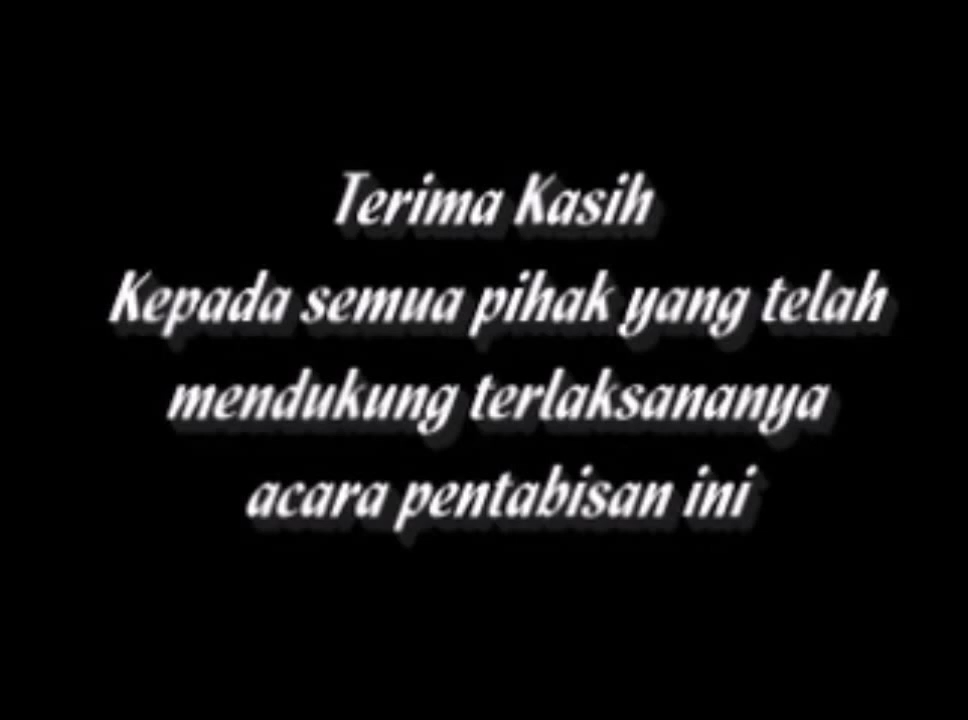 Terima Kasih
Kepada semua pihak yang telah
mendukung terlaksananya
acara pentabisan ini